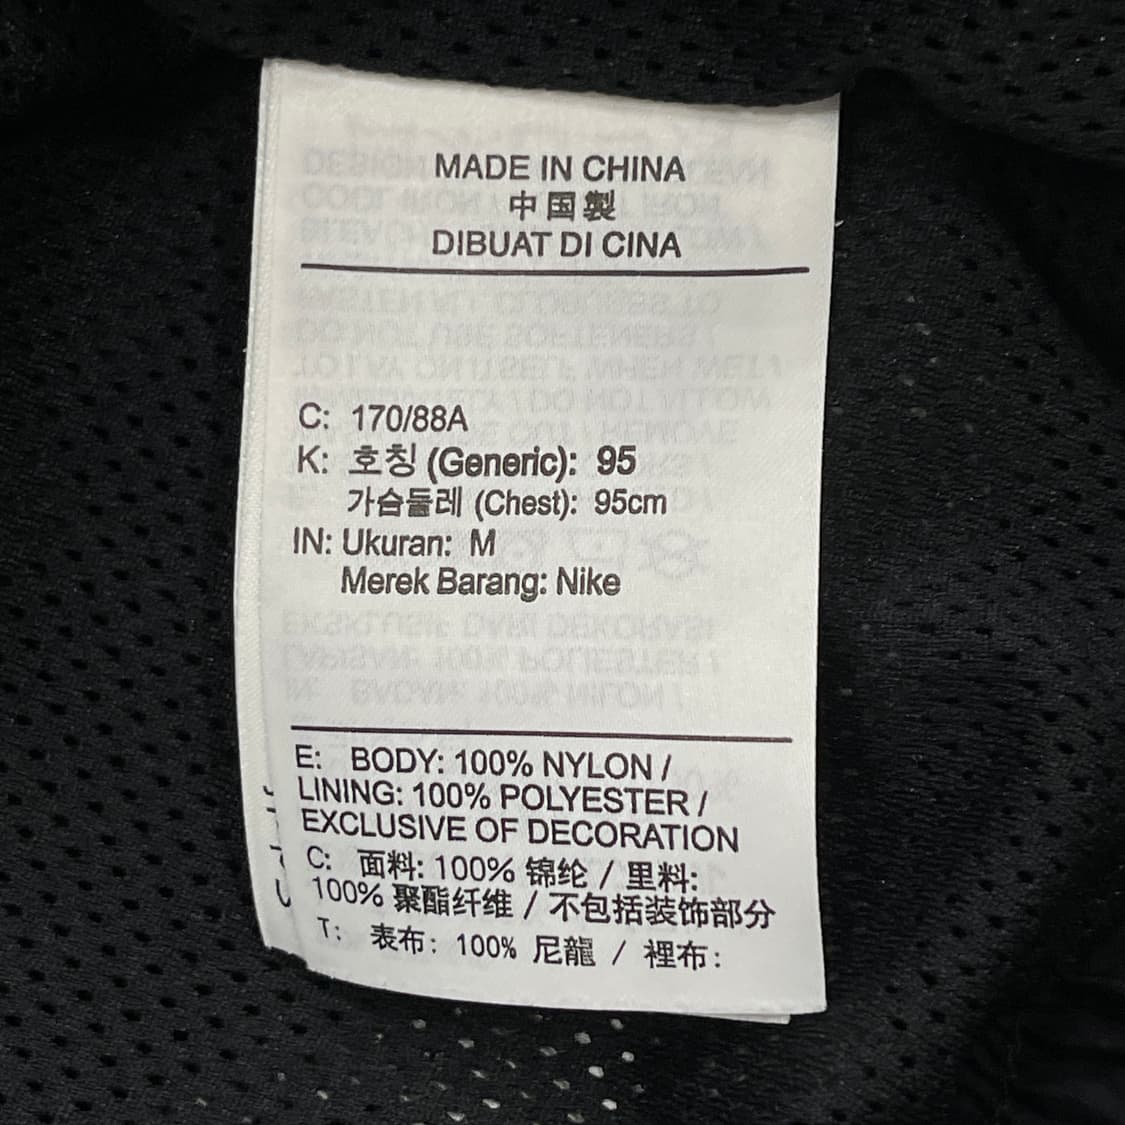 MADE IN CHINA
中国製
DIBUAT DI CINA
C: 170/88A
K: 호칭 (Generic): 95
가슴둘레 (Chest): 95cm
IN: Ukuran: M
Merek Barang: Nike
E: BODY: 100% NYLON /
LINING: 100% POLYESTER /
EXCLUSIVE OF DECORATION
C: 面料: 100% 锦纶 / 里料:
100% 聚酯纤维 / 不包括装饰部分
T: 表布: 100% 尼龍 / 裡布: